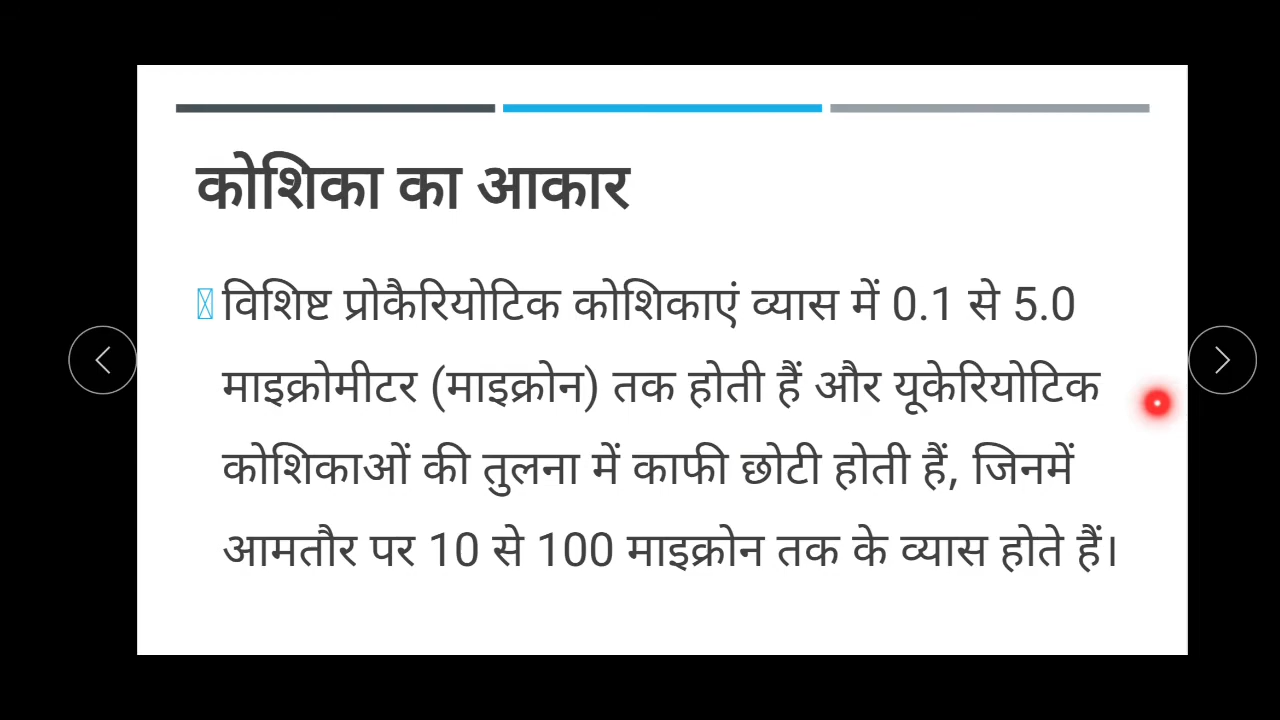 कोशिका का आकार
विशिष्ट प्रोकैरियोटिक कोशिकाएं व्यास में 0.1 से 5.0
माइक्रोमीटर (माइक्रोन) तक होती हैं और यूकेरियोटिक
कोशिकाओं की तुलना में काफी छोटी होती हैं, जिनमें
आमतौर पर 10 से 100 माइक्रोन तक के व्यास होते हैं।